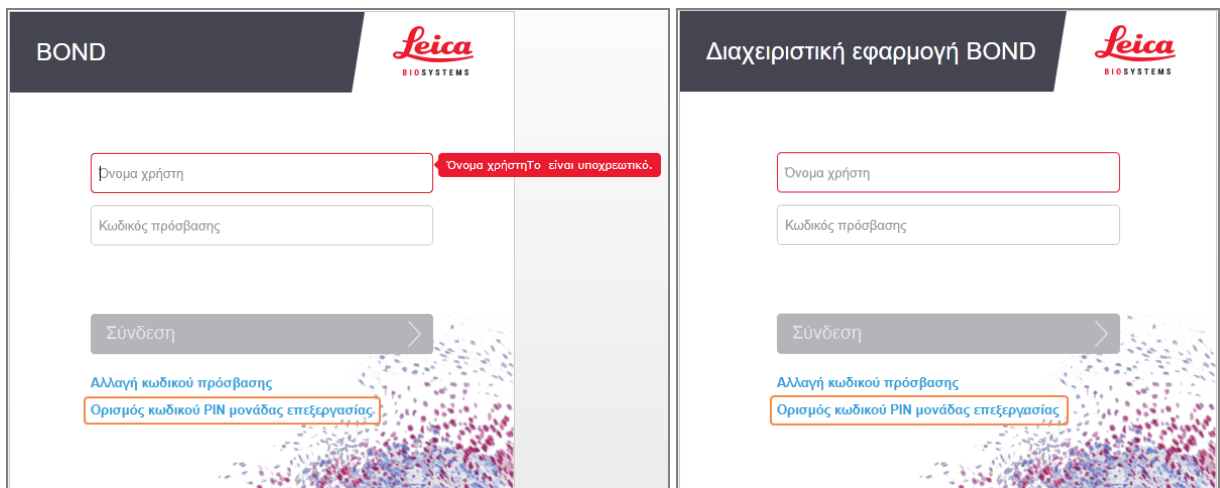 BOND
Leica
BIOSYSTEMS
Όνομα χρήστη
Όνομα χρήστηΤο είναι υποχρεωτικό.
Κωδικός πρόσβασης
Σύνδεση
Αλλαγή κωδικού πρόσβασης
Ορισμός κωδικού PIN μονάδας επεξεργασίας
Διαχειριστική εφαρμογή BOND
Leica
BIOSYSTEMS
Όνομα χρήστη
Κωδικός πρόσβασης
Σύνδεση
Αλλαγή κωδικού πρόσβασης
Ορισμός κωδικού PIN μονάδας επεξεργασίας